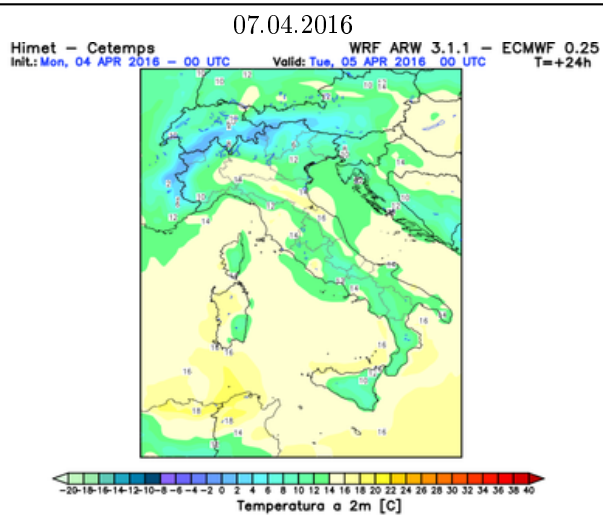 07.04.2016
Himet – Cetemps WRF ARW 3.1.1 – ECMWF 0.25
Init.: Mon, 04 APR 2016 – 00 UTC Valid: Tue, 05 APR 2016 00 UTC T=+24h
-20 -18 -16 -14 -12 -10 -8 -6 -4 -2 0 2 4 6 8 10 12 14 16 18 20 22 24 26 28 30 32 34 36 38 40
Temperatura a 2m [C]